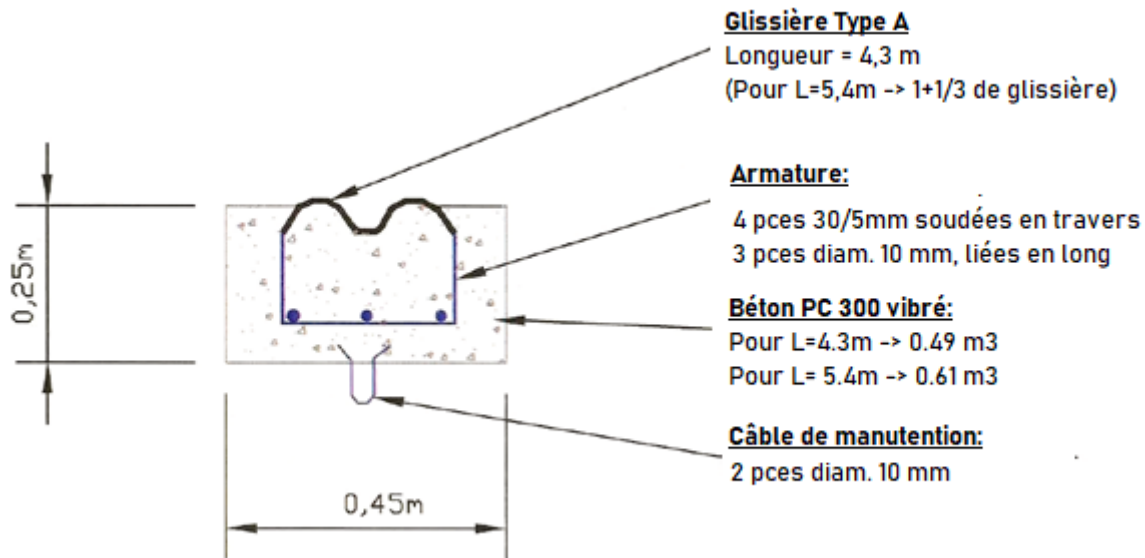 Glissière Type A
Longueur = 4,3 m
(Pour L=5,4m -> 1+1/3 de glissière)
Armature:
4 pces 30/5mm soudées en travers
3 pces diam. 10 mm, liées en long
0,25m
Béton PC 300 vibré:
Pour L=4.3m -> 0.49 m3
Pour L= 5.4m -> 0.61 m3
Câble de manutention:
2 pces diam. 10 mm
0,45m